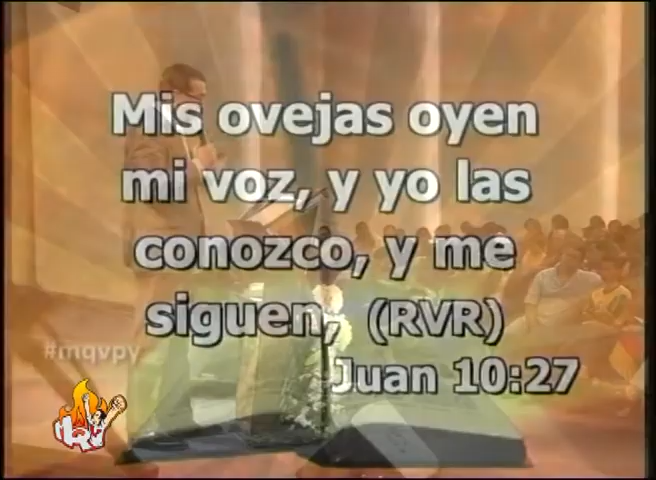 Mis ovejas oyen
mi voz, y yo las
conozco, y me
siguen, (RVR)
#mqvpy
Juan 10:27